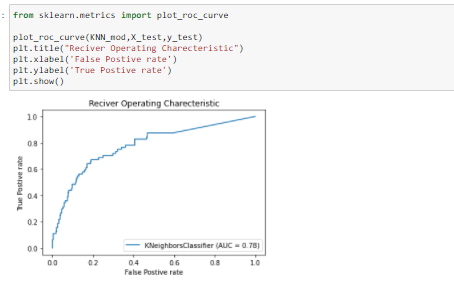 : from sklearn.metrics import plot_roc_curve
plot_roc_curve(KNN_mod,X_test,y_test)
plt.title("Reciver Operating Charecteristic")
plt.xlabel('False Postive rate')
plt.ylabel('True Postive rate')
plt.show()
Reciver Operating Charecteristic
1.0
0.8
0.6
0.4
0.2
0.0
True Postive rate
KNeighborsClassifier (AUC = 0.78)
0.0 0.2 0.4 0.6 0.8 1.0
False Postive rate